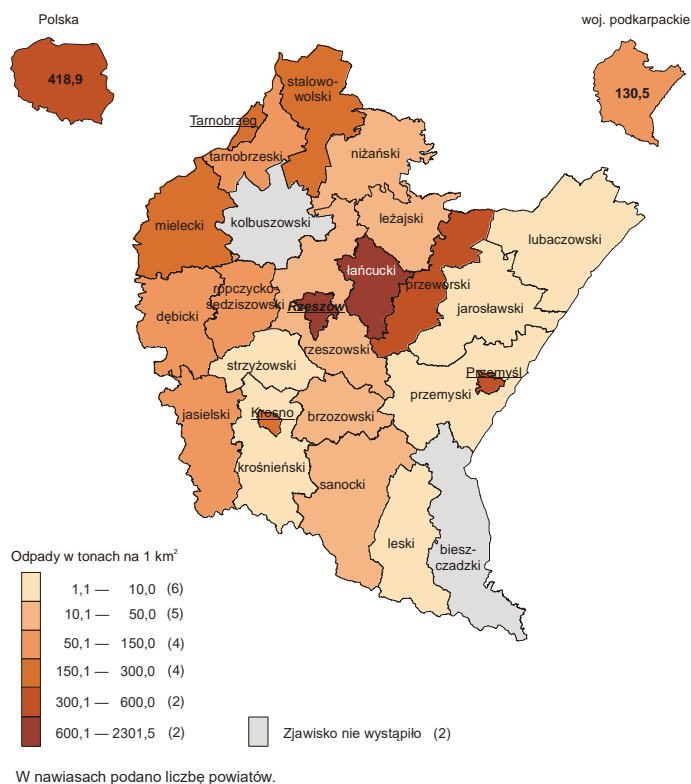 Polska
woj. podkarpackie
418,9
130,5
stalowo-
wolski
Tarnobrzeg
tarnobrzeski
niżański
mielecki
kolbuszowski
leżajski
lubaczowski
łańcucki
przeworski
ropczycko-
sędziszowski
Rzeszów
jarosławski
dębicki
rzeszowski
strzyżowski
Przemyśl
przemyski
jasielski
Krosno
brzozowski
krośnieński
sanocki
leski
biesz-
czadzki
Odpady w tonach na 1 km²
1,1 — 10,0 (6)
10,1 — 50,0 (5)
50,1 — 150,0 (4)
150,1 — 300,0 (4)
300,1 — 600,0 (2)
600,1 — 2301,5 (2)
Zjawisko nie wystąpiło (2)
W nawiasach podano liczbę powiatów.